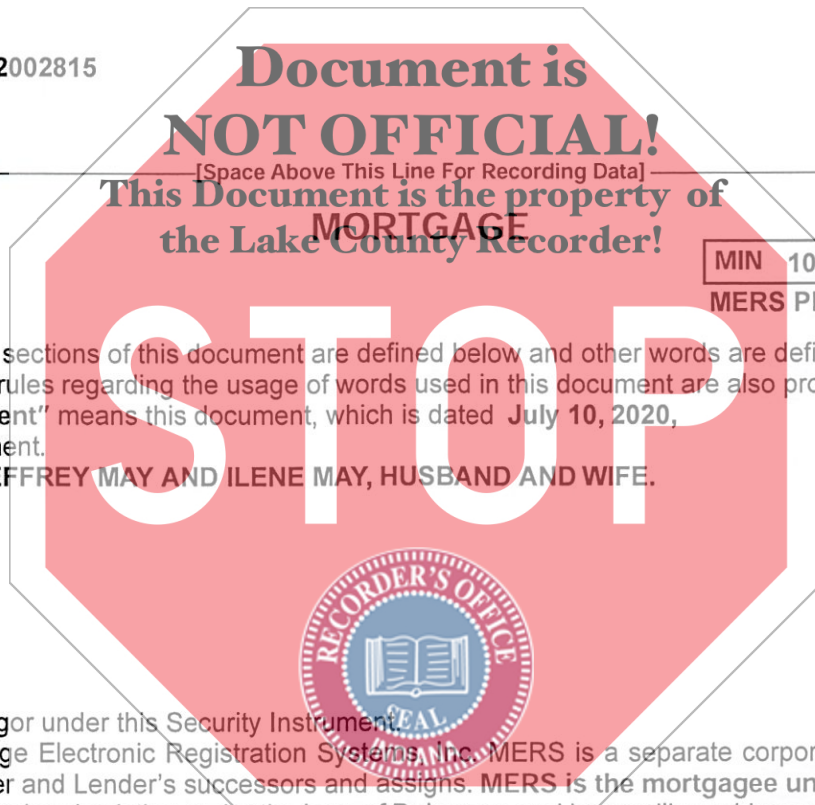 2002815
Document is
NOT OFFICIAL!
[Space Above This Line For Recording Data]
This Document is the property of
MORTGAGE
the Lake County Recorder!
MIN 10
MERS
STOP
sections of this document are defined below and other words are defi
rules regarding the usage of words used in this document are also pro
ent” means this document, which is dated July 10, 2020,
ent.
EFFREY MAY AND ILENE MAY, HUSBAND AND WIFE.
RECORDER'S OFFICE
SEAL
INDIANA
gor under this Security Instrument.
ge Electronic Registration Systems, Inc. MERS is a separate corpor
er and Lender's successors and assigns. MERS is the mortgagee un